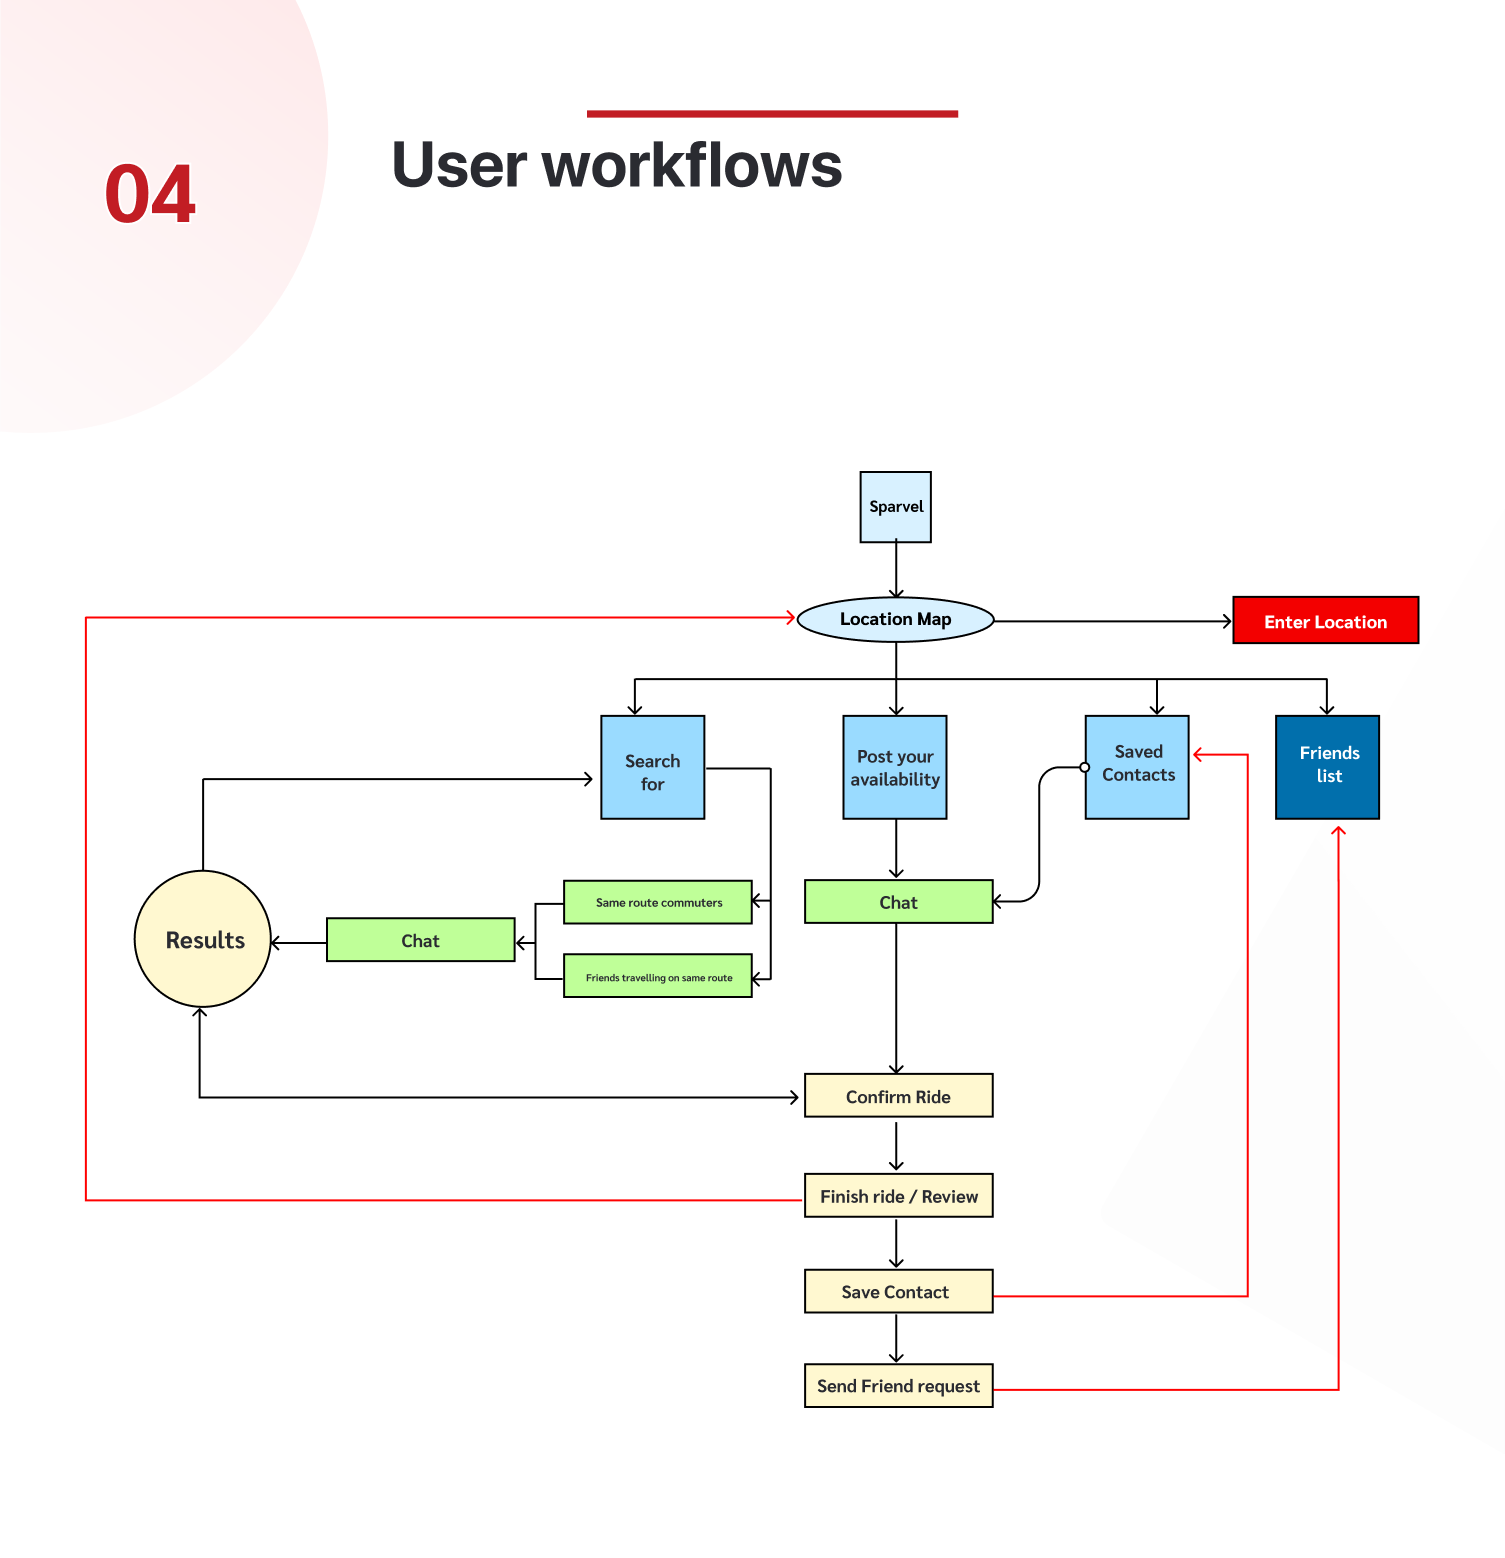 04
User workflows
Sparvel
Location Map
Enter Location
Search
for
Post your
availability
Saved
Contacts
Friends
list
Same route commuters
Chat
Results
Chat
Friends travelling on same route
Confirm Ride
Finish ride / Review
Save Contact
Send Friend request